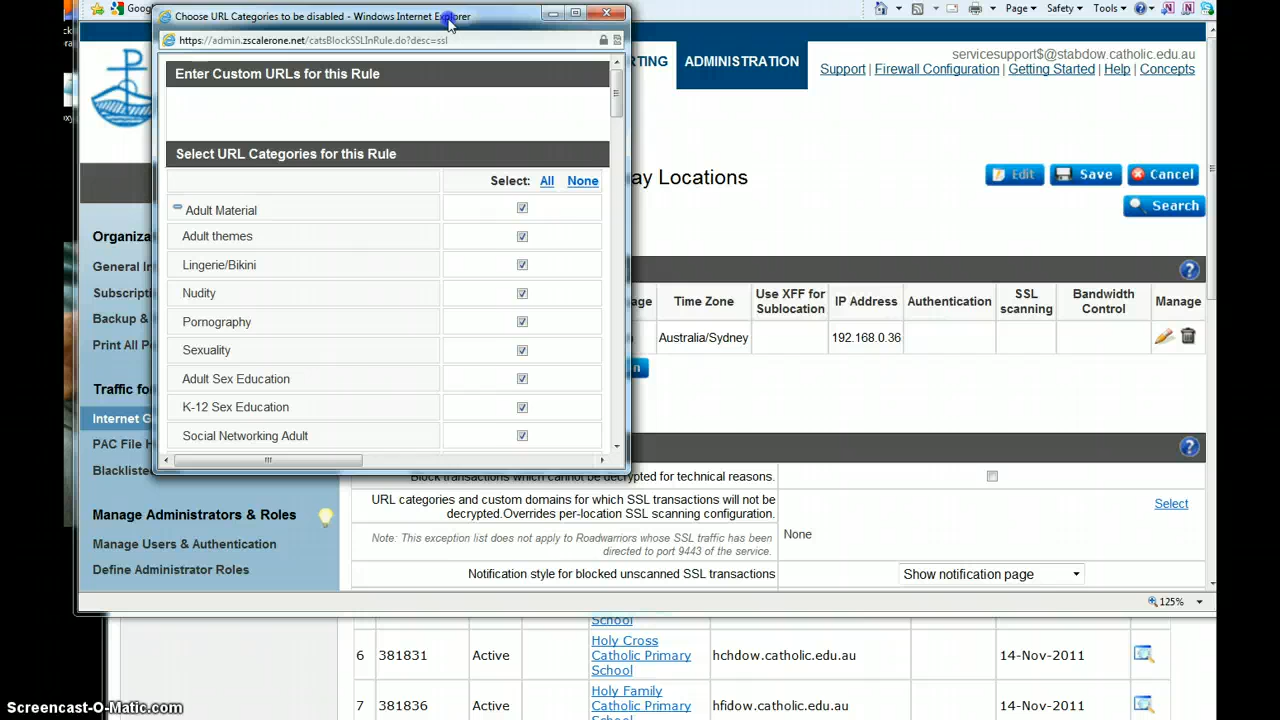 Goog
Choose URL Categories to be disabled - Windows Internet Explorer
https://admin.zscalerone.net/catsBlockSSLInRule.do?desc=ssl
Page
Safety
Tools
Enter Custom URLs for this Rule
Select URL Categories for this Rule
Select: All None
Adult Material
Adult themes
Lingerie/Bikini
Nudity
Pornography
Sexuality
Adult Sex Education
K-12 Sex Education
Social Networking Adult
RTING
ADMINISTRATION
servicesupport$@stabdow.catholic.edu.au
Support | Firewall Configuration | Getting Started | Help | Concepts
ay Locations
Edit Save Cancel
Search
Organiza
General In
Subscripti
Backup &
Print All P
Traffic fo
Internet G
PAC File H
Blackliste
Manage Administrators & Roles
Manage Users & Authentication
Define Administrator Roles
age
Time Zone
Use XFF for Sublocation
IP Address
Authentication
SSL scanning
Bandwidth Control
Manage
Australia/Sydney
192.168.0.36
n
Block transactions which cannot be decrypted for technical reasons.
URL categories and custom domains for which SSL transactions will not be
decrypted.Overrides per-location SSL scanning configuration.
Select
Note: This exception list does not apply to Roadwarriors whose SSL traffic has been
directed to port 9443 of the service.
None
Notification style for blocked unscanned SSL transactions
Show notification page
125%
School
6 381831 Active
Holy Cross
Catholic Primary
School
hchdow.catholic.edu.au
14-Nov-2011
7 381836 Active
Holy Family
Catholic Primary
hfidow.catholic.edu.au
14-Nov-2011
Screencast-O-Matic.com